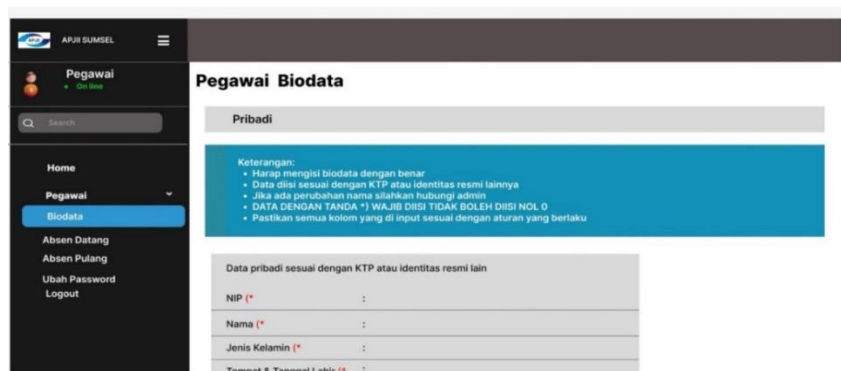 APJII SUMSEL
Pegawai
On line
Search
Home
Pegawai
Biodata
Absen Datang
Absen Pulang
Ubah Password
Logout
Pegawai Biodata
Pribadi
Keterangan:
• Harap mengisi biodata dengan benar
• Data diisi sesuai dengan KTP atau identitas resmi lainnya
• Jika ada perubahan nama silahkan hubungi admin
• DATA DENGAN TANDA *) WAJIB DIISI TIDAK BOLEH DIISI NOL 0
• Pastikan semua kolom yang di input sesuai dengan aturan yang berlaku
Data pribadi sesuai dengan KTP atau identitas resmi lain
NIP (* :
Nama (* :
Jenis Kelamin (* :
Tempat & Tanggal Lahir (* :